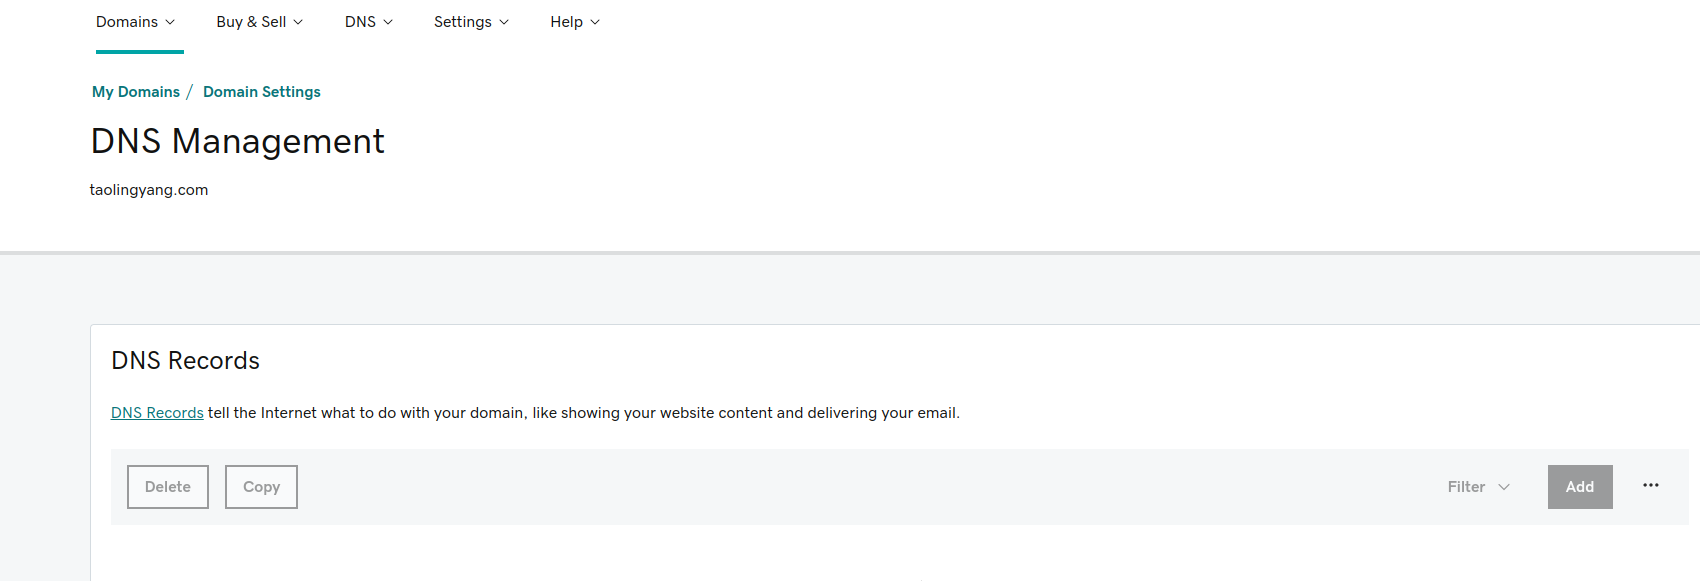 Domains Buy & Sell DNS Settings Help
My Domains / Domain Settings
DNS Management
taolingyang.com
DNS Records
DNS Records tell the Internet what to do with your domain, like showing your website content and delivering your email.
Delete Copy Filter Add ...